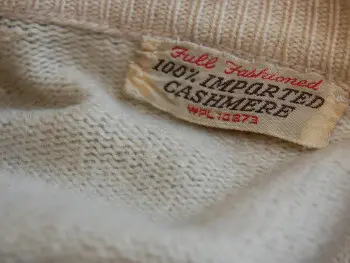 Full Fashioned
100% IMPORTED
CASHMERE
WPL 10873